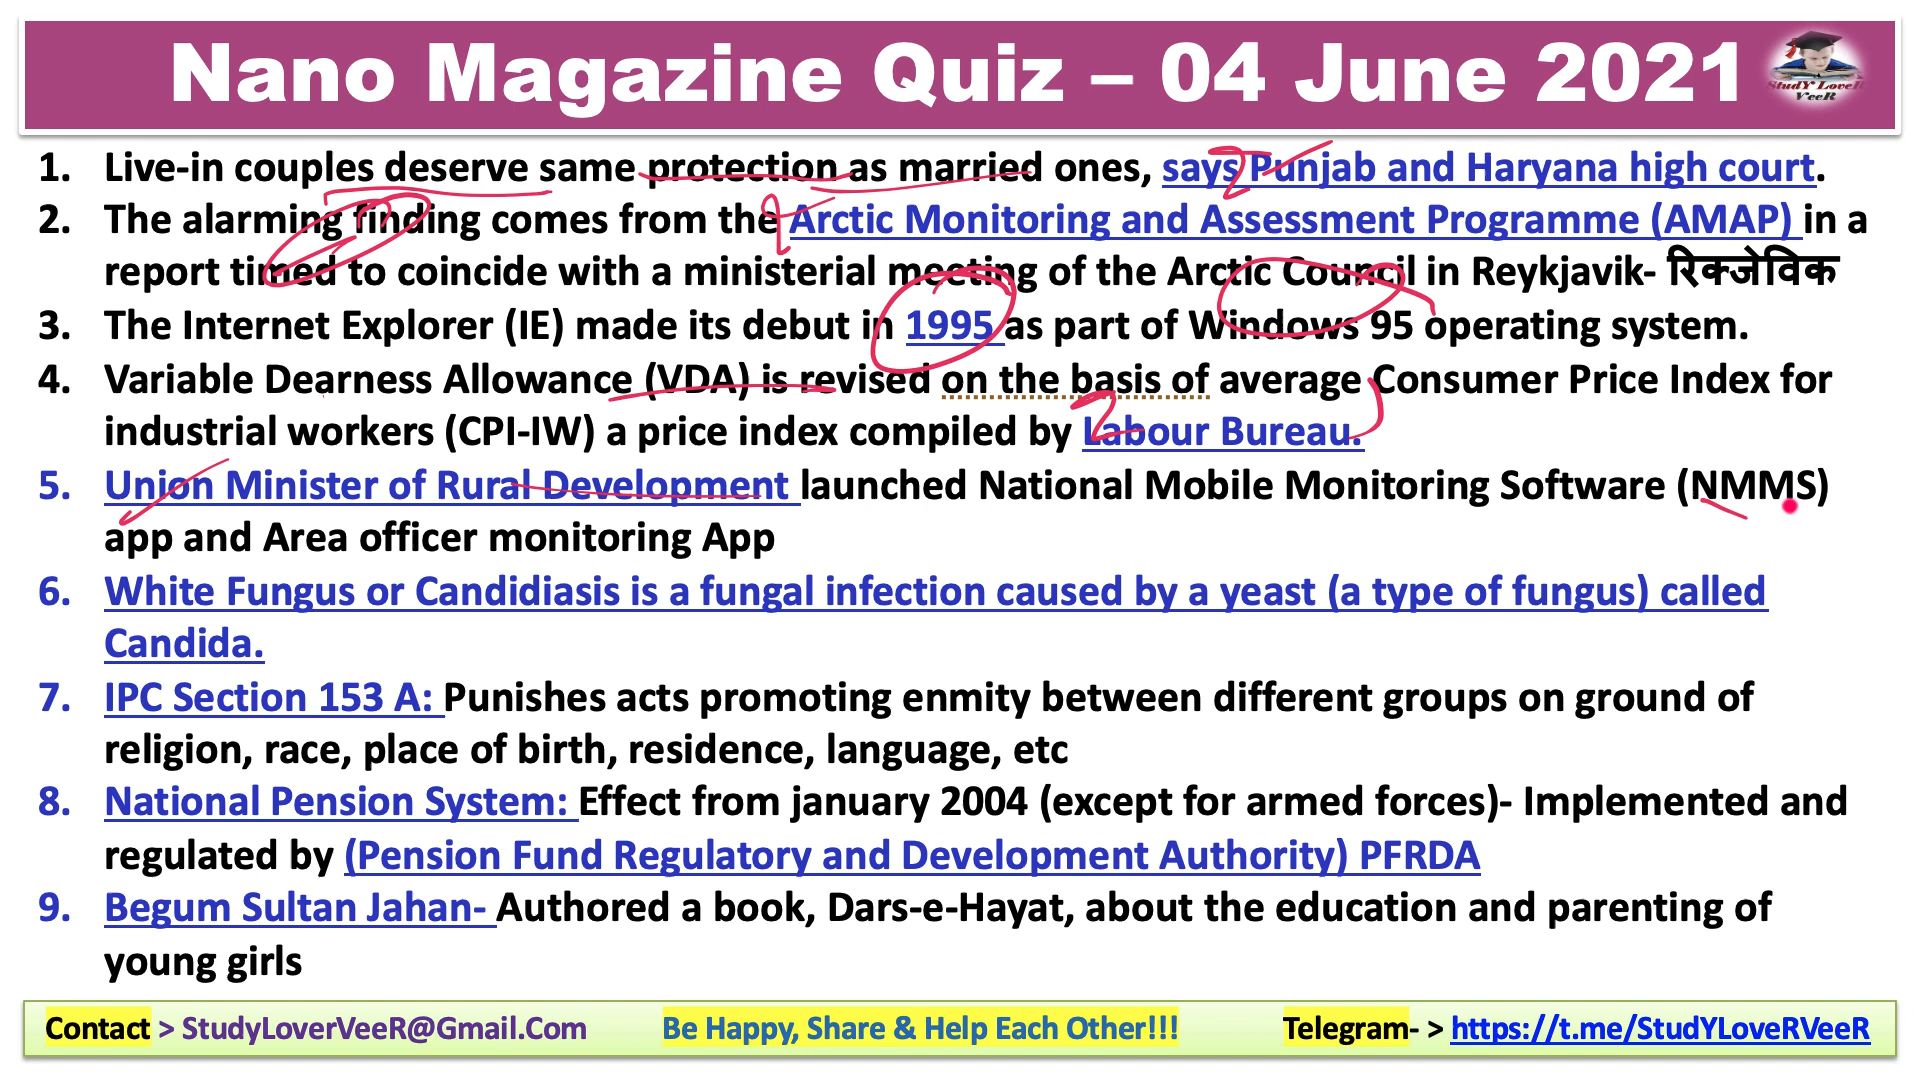 Nano Magazine Quiz – 04 June 2021
StudY LoveR
VeeR
1. Live-in couples deserve same protection as married ones, says Punjab and Haryana high court.
2. The alarming finding comes from the Arctic Monitoring and Assessment Programme (AMAP) in a
report timed to coincide with a ministerial meeting of the Arctic Council in Reykjavik- रिक्जेविक
3. The Internet Explorer (IE) made its debut in 1995 as part of Windows 95 operating system.
4. Variable Dearness Allowance (VDA) is revised on the basis of average Consumer Price Index for
industrial workers (CPI-IW) a price index compiled by Labour Bureau.
5. Union Minister of Rural Development launched National Mobile Monitoring Software (NMMS)
app and Area officer monitoring App
6. White Fungus or Candidiasis is a fungal infection caused by a yeast (a type of fungus) called
Candida.
7. IPC Section 153 A: Punishes acts promoting enmity between different groups on ground of
religion, race, place of birth, residence, language, etc
8. National Pension System: Effect from january 2004 (except for armed forces)- Implemented and
regulated by (Pension Fund Regulatory and Development Authority) PFRDA
9. Begum Sultan Jahan- Authored a book, Dars-e-Hayat, about the education and parenting of
young girls
Contact > StudyLoverVeeR@Gmail.Com Be Happy, Share & Help Each Other!!! Telegram- > https://t.me/StudYLoveRVeeR